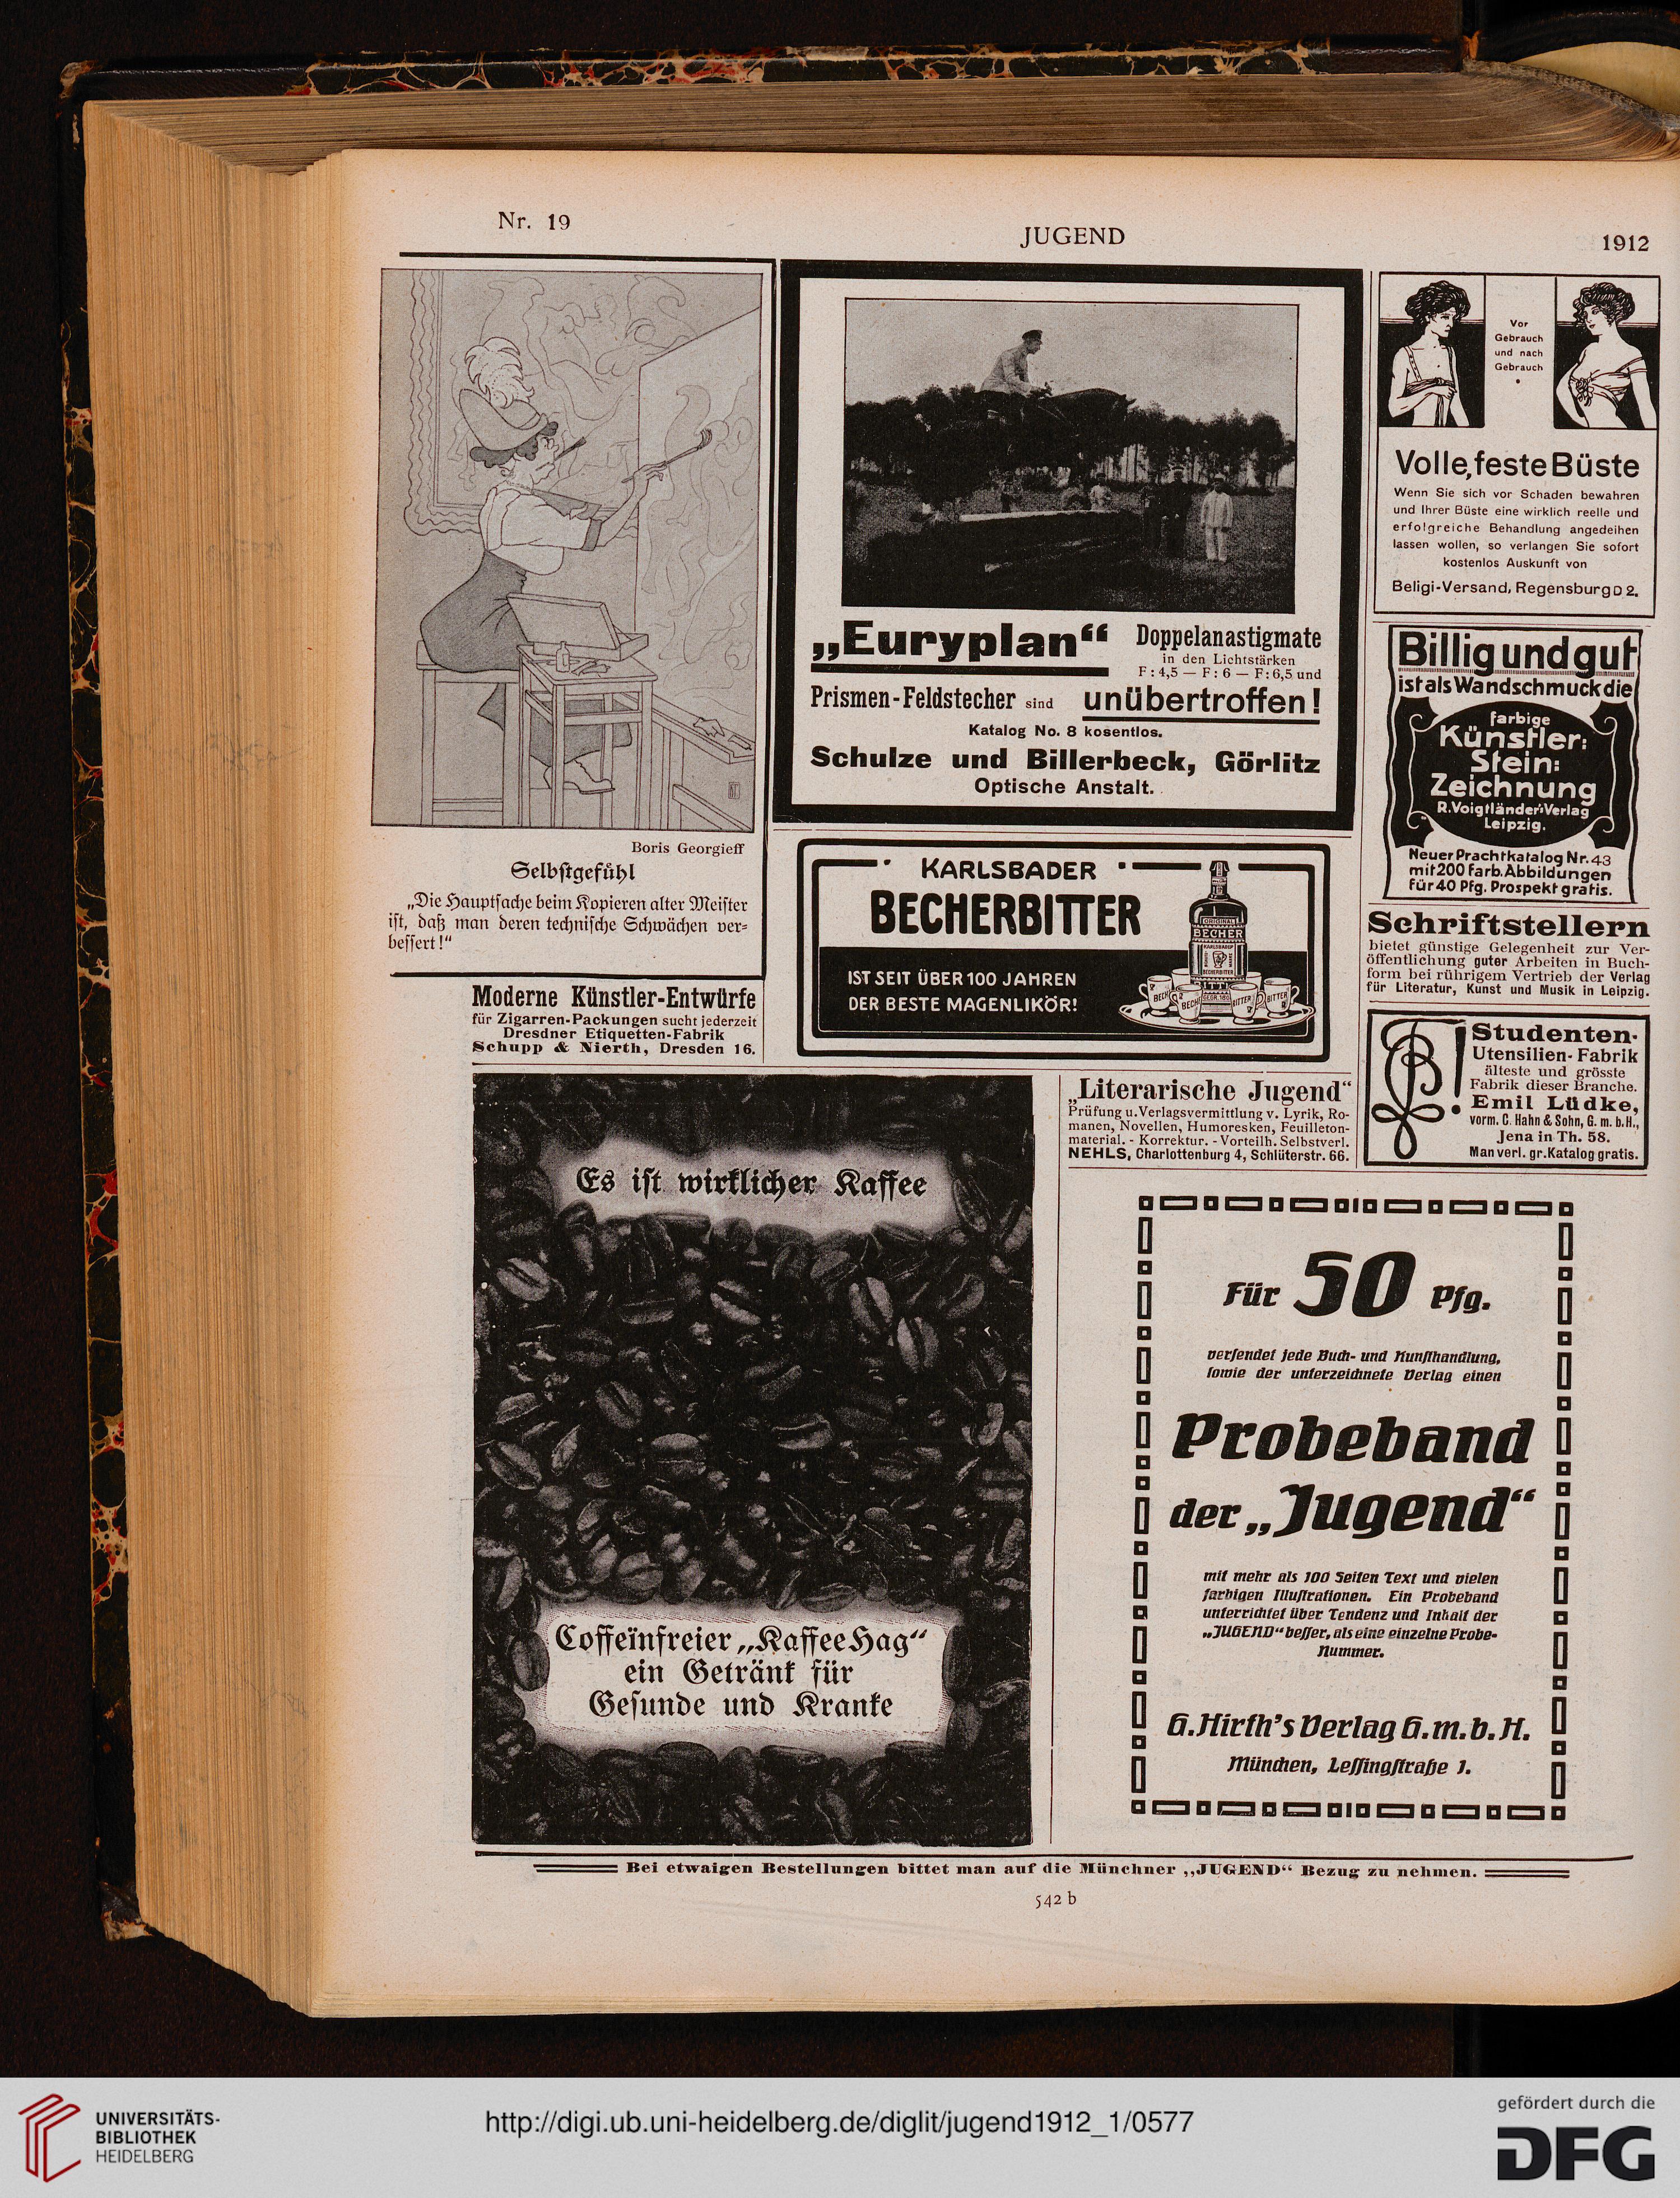 Nr. 19
JUGEND
1912
Boris Georgieff
Selbstgefühl
„Die Hauptsache beim Kopieren alter Meister
ist, daß man deren technische Schwächen ver-
bessert!“
Moderne Künstler-Entwürfe
für Zigarren-Packungen sucht jederzeit
Dresdner Etiquetten-Fabrik
Schupp & Nierth, Dresden 16.
„Euryplan“ Doppelanastigmate
in den Lichtstärken
F:4,5 — F:6 — F:6,5 und
Prismen-Feldstecher sind unübertroffen!
Katalog No. 8 kosentlos.
Schulze und Billerbeck, Görlitz
Optische Anstalt.
KARLSBADER
BECHERBITTER
IST SEIT ÜBER 100 JAHREN
DER BESTE MAGENLIKÖR!
ORIGINAL
BECHER
Vor
Gebrauch
und nach
Gebrauch
Volle, feste Büste
Wenn Sie sich vor Schaden bewahren
und Ihrer Büste eine wirklich reelle und
erfolgreiche Behandlung angedeihen
lassen wollen, so verlangen Sie sofort
kostenlos Auskunft von
Beligi-Versand, Regensburg D 2.
Billig und gut
ist als Wandschmuck die
farbige
Künstler:
Stein:
Zeichnung
R. Voigtländer's Verlag
Leipzig.
Neuer Prachtkatalog Nr. 43
mit 200 farb. Abbildungen
für 40 Pfg. Prospekt gratis.
Schriftstellern
bietet günstige Gelegenheit zur Ver-
öffentlichung guter Arbeiten in Buch-
form bei rührigem Vertrieb der Verlag
für Literatur, Kunst und Musik in Leipzig.
Studenten-
Utensilien-Fabrik
älteste und grösste
Fabrik dieser Branche.
Emil Lüdke,
vorm. C. Hahn & Sohn, G. m. b. H.,
Jena in Th. 58.
Man verl. gr. Katalog gratis.
„Literarische Jugend“
Prüfung u. Verlagsvermittlung v. Lyrik, Ro-
manen, Novellen, Humoresken, Feuilleton-
material. - Korrektur. - Vorteilh. Selbstverl.
NEHLS, Charlottenburg 4, Schlüterstr. 66.
Es ist wirklicher Kaffee
Coffeïnfreier „Kaffee Hag“
ein Getränk für
Gesunde und Kranke
Für 50 Pfg.
versendet jede Buch- und Kunsthandlung,
sowie der unterzeichnete Verlag einen
Probeband
der „Jugend“
mit mehr als 100 Seiten Text und vielen
farbigen Illustrationen. Ein Probeband
unterrichtet über Tendenz und Inhalt der
„JUGEND“ besser, als eine einzelne Probe-
Nummer.
G. Hirth's Verlag G. m. b. H.
München, Lessingstraße 1.
Bei etwaigen Bestellungen bittet man auf die Münchner „JUGEND“ Bezug zu nehmen.
542 b
UNIVERSITÄTS-
BIBLIOTHEK
HEIDELBERG
http://digi.ub.uni-heidelberg.de/diglit/jugend1912_1/0577
gefördert durch die
DFG